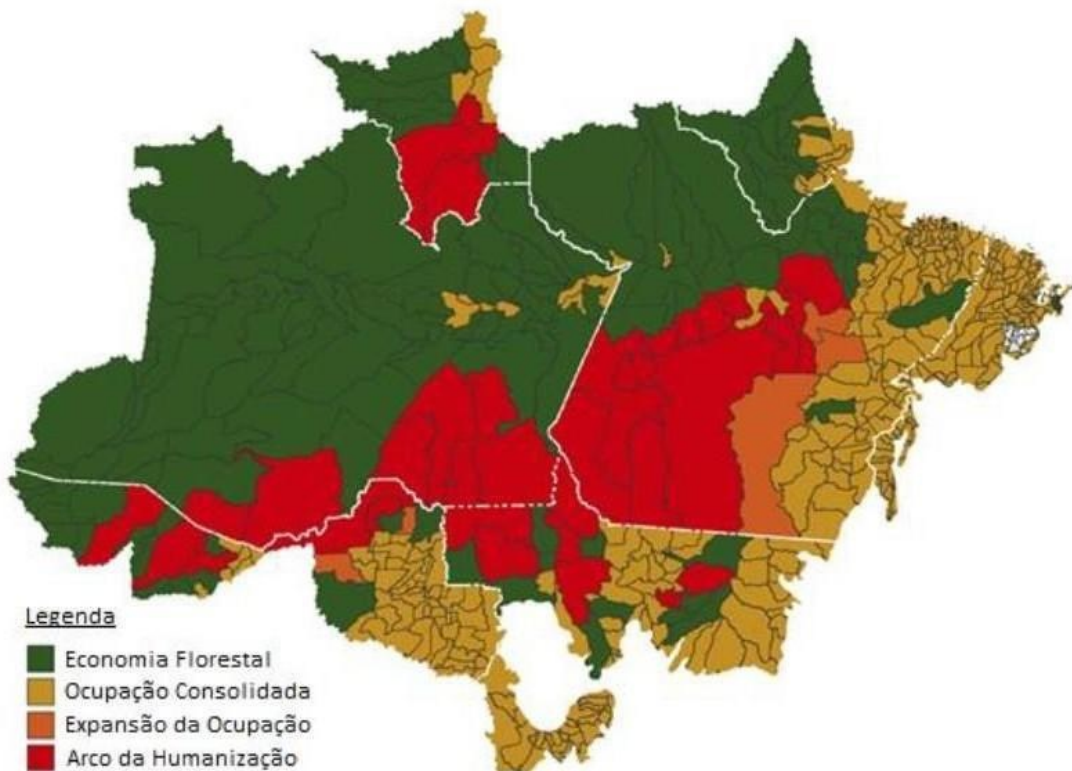 Legenda
Economia Florestal
Ocupação Consolidada
Expansão da Ocupação
Arco da Humanização